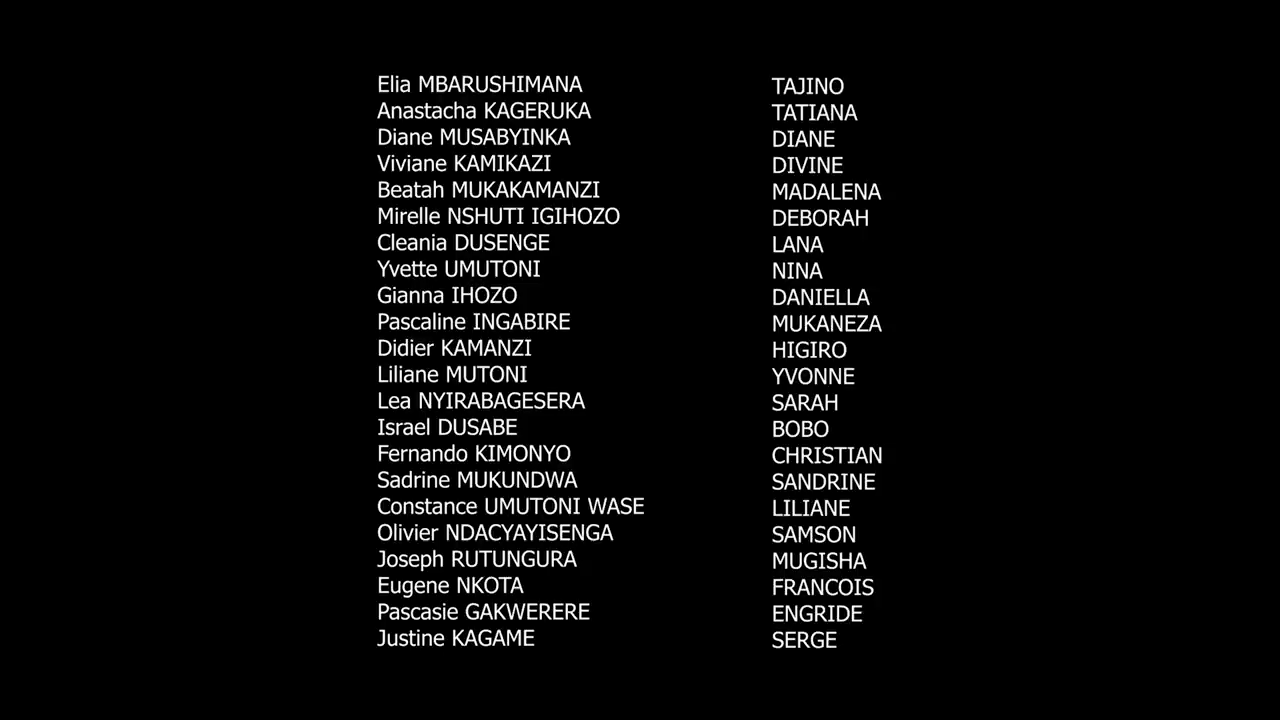 Elia MBARUSHIMANA TAJINO
Anastacha KAGERUKA TATIANA
Diane MUSABYINKA DIANE
Viviane KAMIKAZI DIVINE
Beatah MUKAKAMANZI MADALENA
Mirelle NSHUTI IGIHOZO DEBORAH
Cleania DUSENGE LANA
Yvette UMUTONI NINA
Gianna IHOZO DANIELLA
Pascaline INGABIRE MUKANEZA
Didier KAMANZI HIGIRO
Liliane MUTONI YVONNE
Lea NYIRABAGESERA SARAH
Israel DUSABE BOBO
Fernando KIMONYO CHRISTIAN
Sadrine MUKUNDWA SANDRINE
Constance UMUTONI WASE LILIANE
Olivier NDACYAYISENGA SAMSON
Joseph RUTUNGURA MUGISHA
Eugene NKOTA FRANCOIS
Pascasie GAKWERERE ENGRIDE
Justine KAGAME SERGE